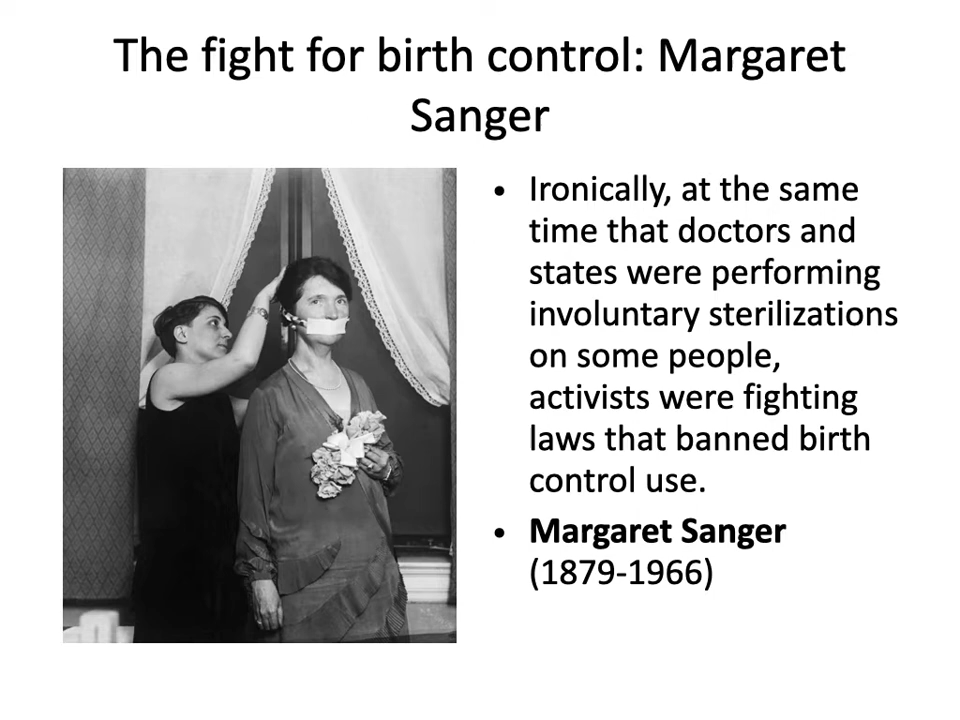 The fight for birth control: Margaret
Sanger
• Ironically, at the same
time that doctors and
states were performing
involuntary sterilizations
on some people,
activists were fighting
laws that banned birth
control use.
• Margaret Sanger
(1879-1966)